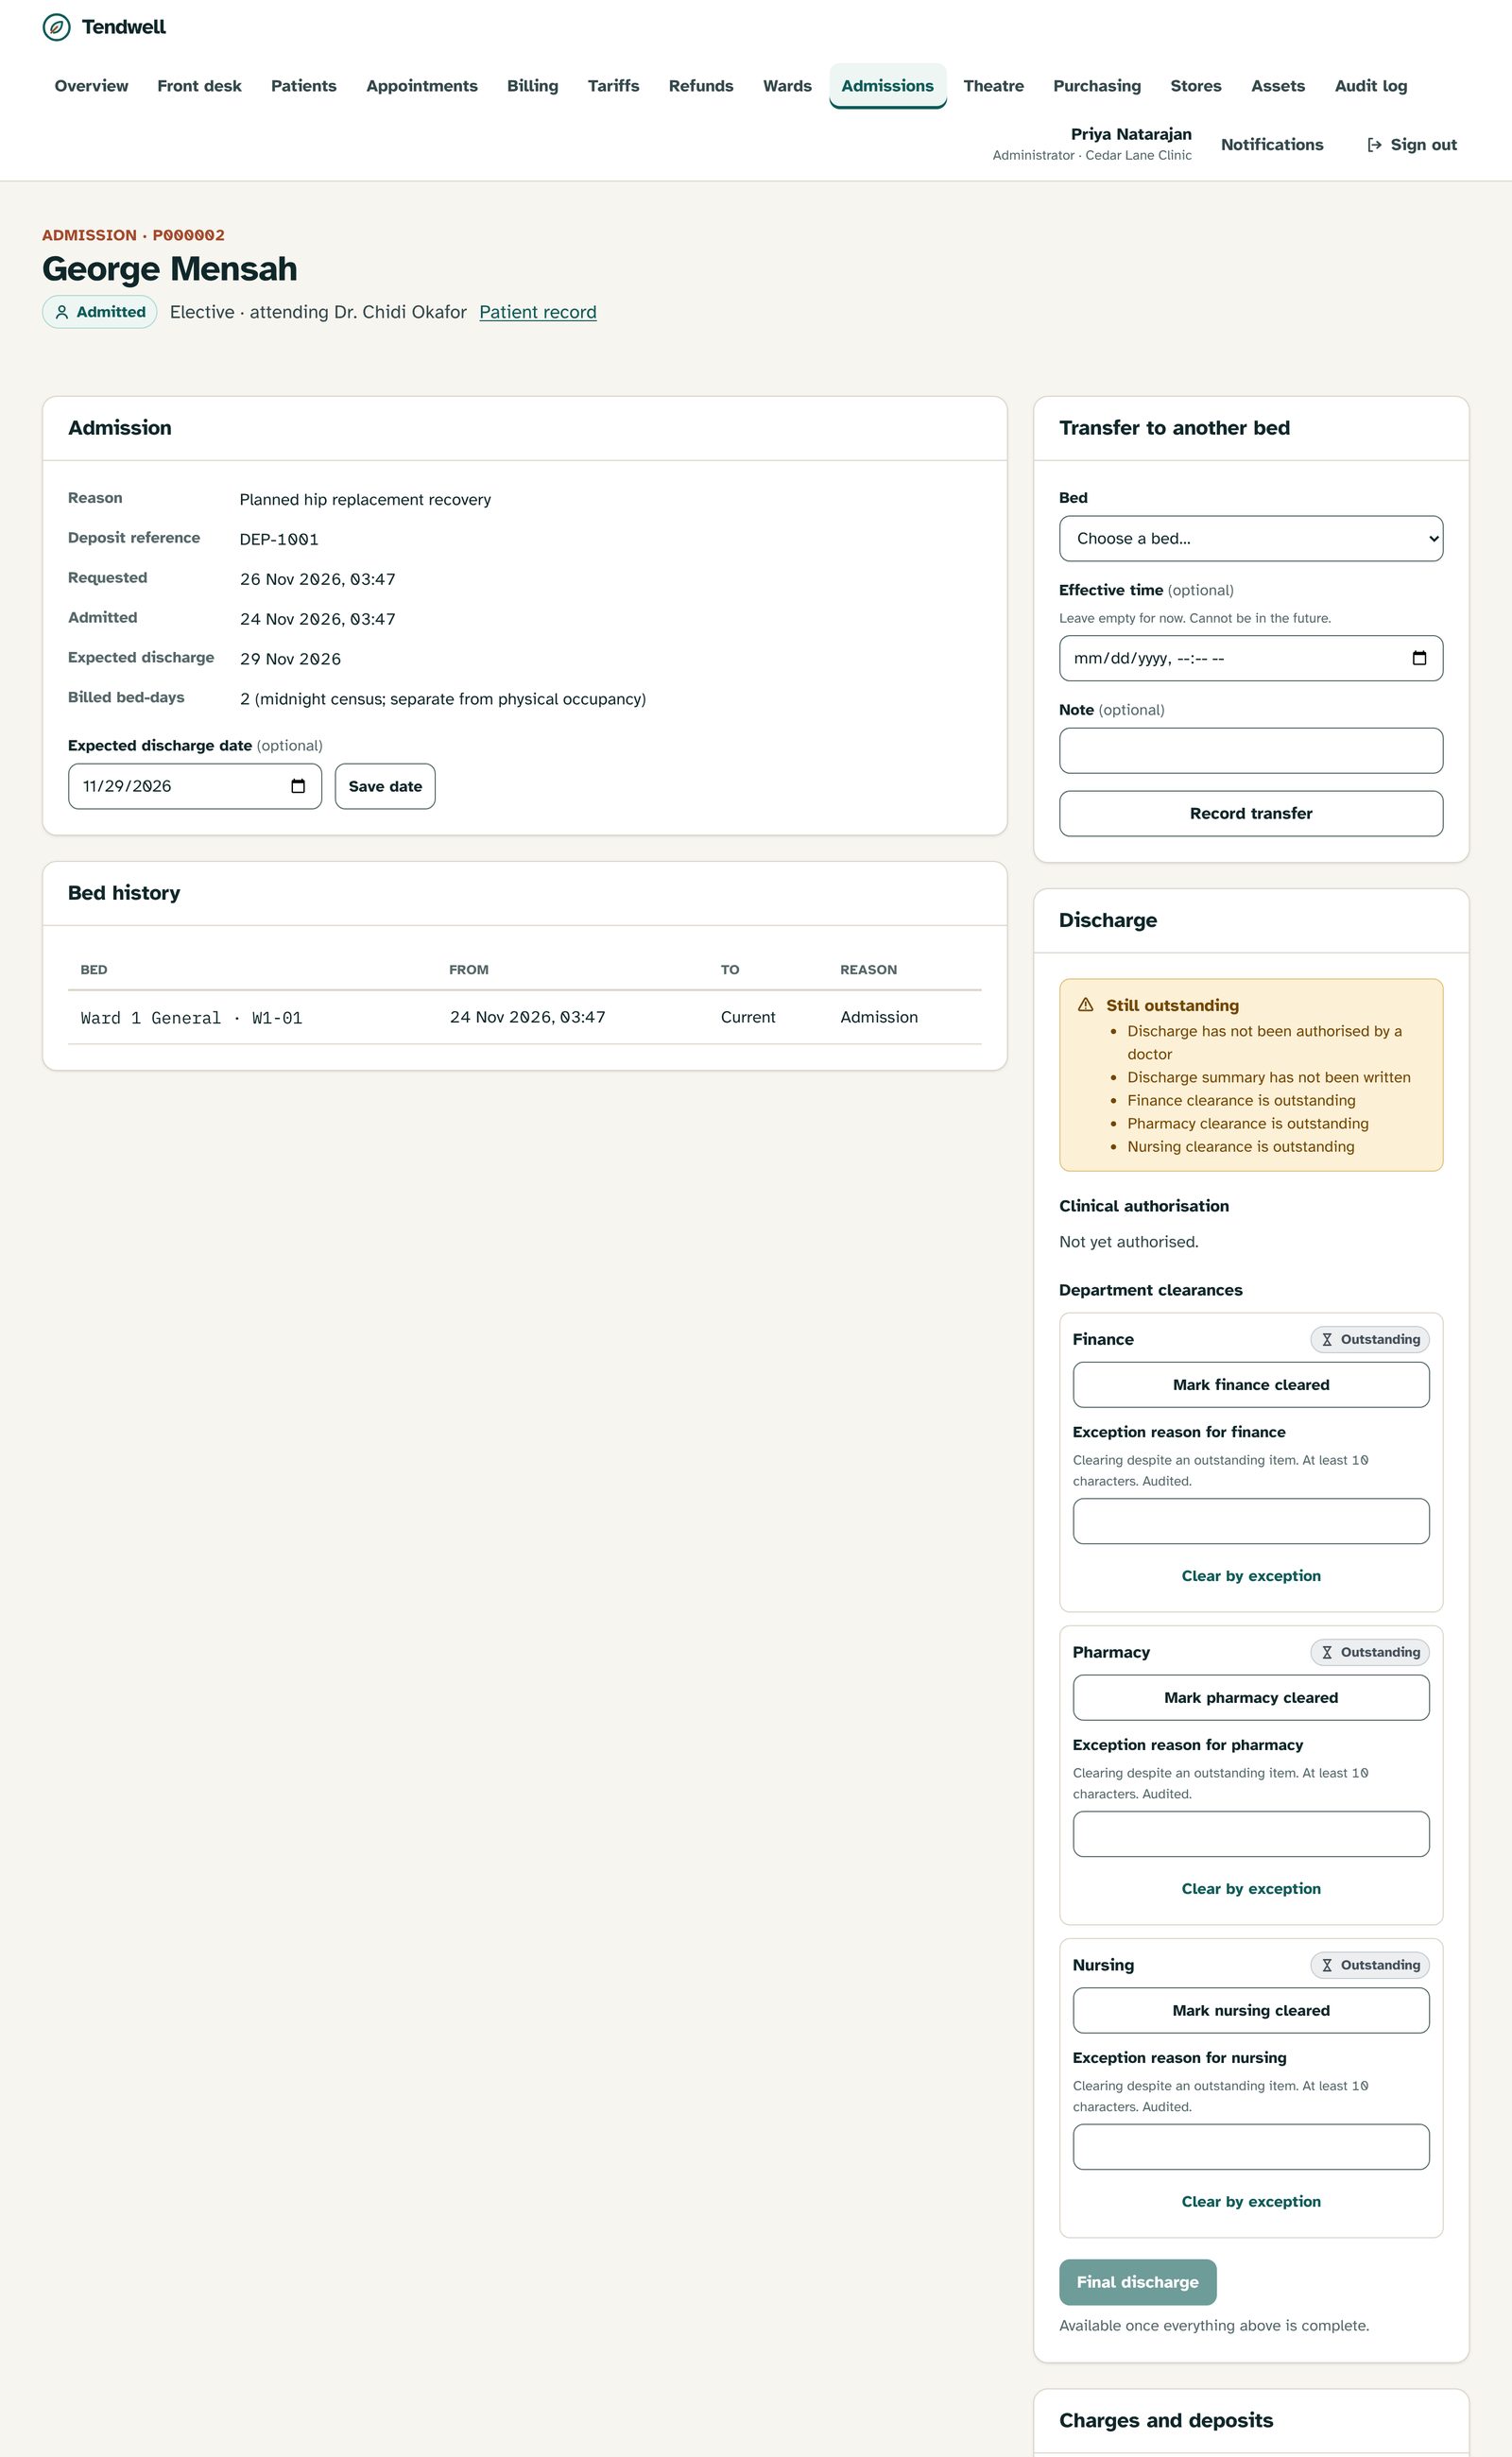 Tendwell
Overview
Front desk
Patients
Appointments
Billing
Tariffs
Refunds
Wards
Admissions
Theatre
Purchasing
Stores
Assets
Audit log
Priya Natarajan
Administrator · Cedar Lane Clinic
Notifications
Sign out
ADMISSION · P000002
George Mensah
Admitted
Elective · attending Dr. Chidi Okafor
Patient record
Admission
Reason
Planned hip replacement recovery
Deposit reference
DEP-1001
Requested
26 Nov 2026, 03:47
Admitted
24 Nov 2026, 03:47
Expected discharge
29 Nov 2026
Billed bed-days
2 (midnight census; separate from physical occupancy)
Expected discharge date (optional)
11/29/2026
Save date
Bed history
BED
FROM
TO
REASON
Ward 1 General · W1-01
24 Nov 2026, 03:47
Current
Admission
Transfer to another bed
Bed
Choose a bed...
Effective time (optional)
Leave empty for now. Cannot be in the future.
mm/dd/yyyy, --:-- --
Note (optional)
Record transfer
Discharge
Still outstanding
• Discharge has not been authorised by a
doctor
• Discharge summary has not been written
• Finance clearance is outstanding
• Pharmacy clearance is outstanding
• Nursing clearance is outstanding
Clinical authorisation
Not yet authorised.
Department clearances
Finance
Outstanding
Mark finance cleared
Exception reason for finance
Clearing despite an outstanding item. At least 10
characters. Audited.
Clear by exception
Pharmacy
Outstanding
Mark pharmacy cleared
Exception reason for pharmacy
Clearing despite an outstanding item. At least 10
characters. Audited.
Clear by exception
Nursing
Outstanding
Mark nursing cleared
Exception reason for nursing
Clearing despite an outstanding item. At least 10
characters. Audited.
Clear by exception
Final discharge
Available once everything above is complete.
Charges and deposits